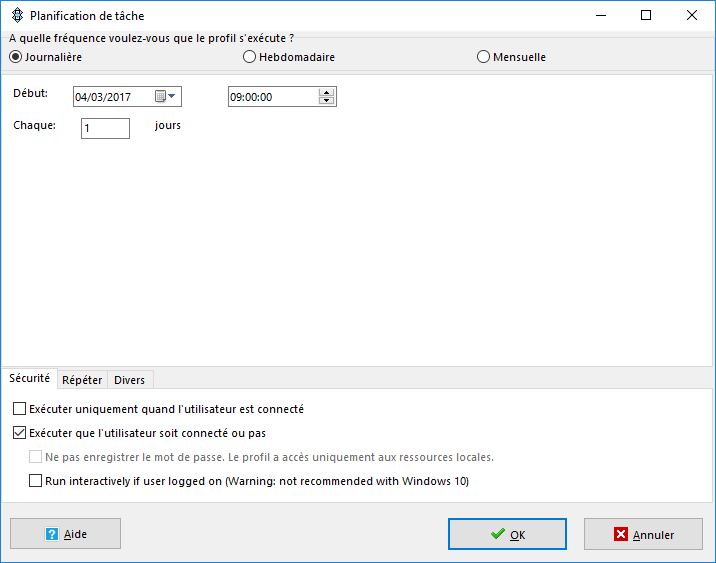 Planification de tâche
A quelle fréquence voulez-vous que le profil s'exécute ?
Journalière Hebdomadaire Mensuelle
Début: 04/03/2017 09:00:00
Chaque: 1 jours
Sécurité Répéter Divers
Exécuter uniquement quand l'utilisateur est connecté
Exécuter que l'utilisateur soit connecté ou pas
Ne pas enregistrer le mot de passe. Le profil a accès uniquement aux ressources locales.
Run interactively if user logged on (Warning: not recommended with Windows 10)
? Aide OK Annuler